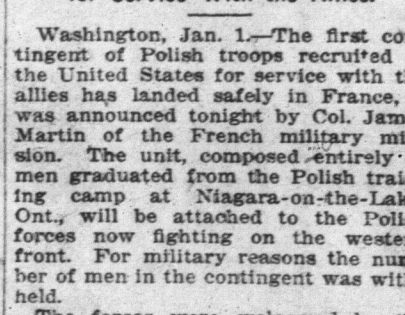 Washington, Jan. 1.—The first co
tingent of Polish troops recruited
the United States for service with t
allies has landed safely in France,
was announced tonight by Col. Jam
Martin of the French military mi
sion. The unit, composed entirely
men graduated from the Polish trai
ing camp at Niagara-on-the-Lak
Ont., will be attached to the Poli
forces now fighting on the weste
front. For military reasons the nu
ber of men in the contingent was wit
held.